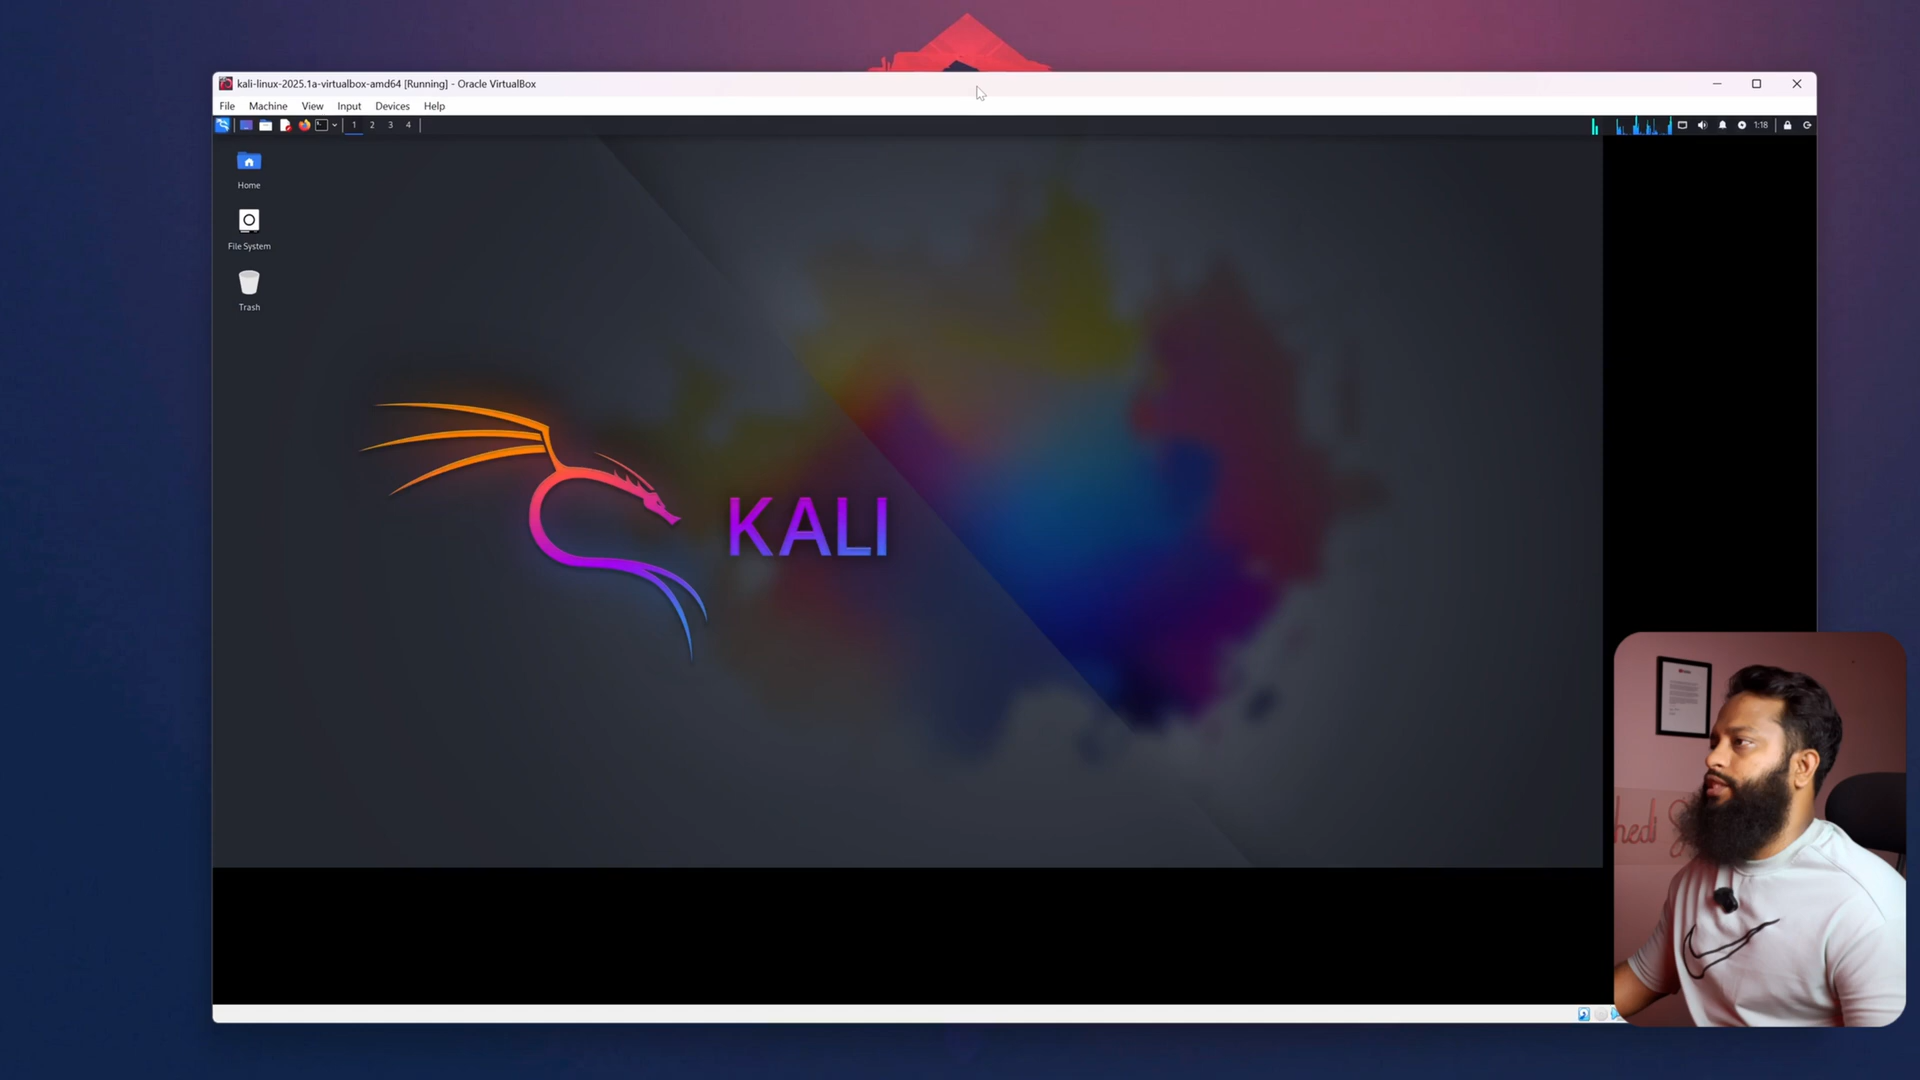 kali-linux-2025.1a-virtualbox-amd64 [Running] - Oracle VirtualBox
File Machine View Input Devices Help
1 2 3 4
1:18
Home
File System
Trash
KALI
hedi